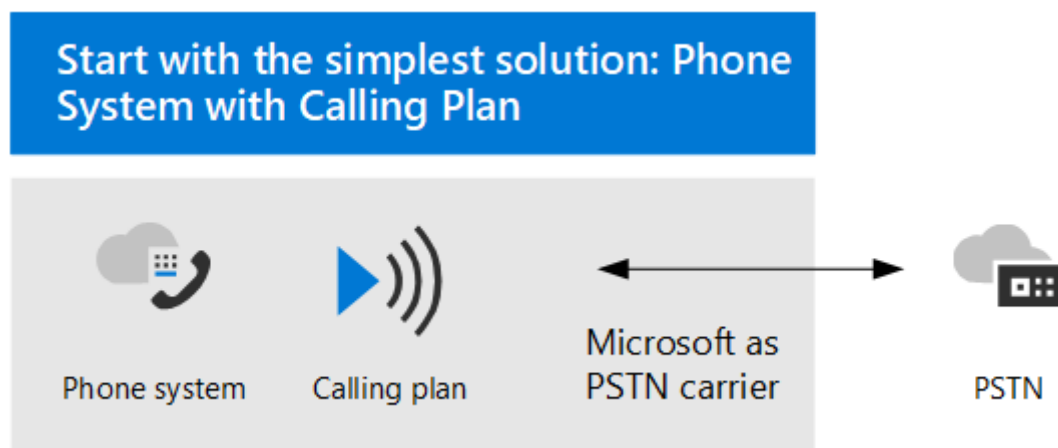 Start with the simplest solution: Phone
System with Calling Plan
Phone system
Calling plan
Microsoft as
PSTN carrier
PSTN